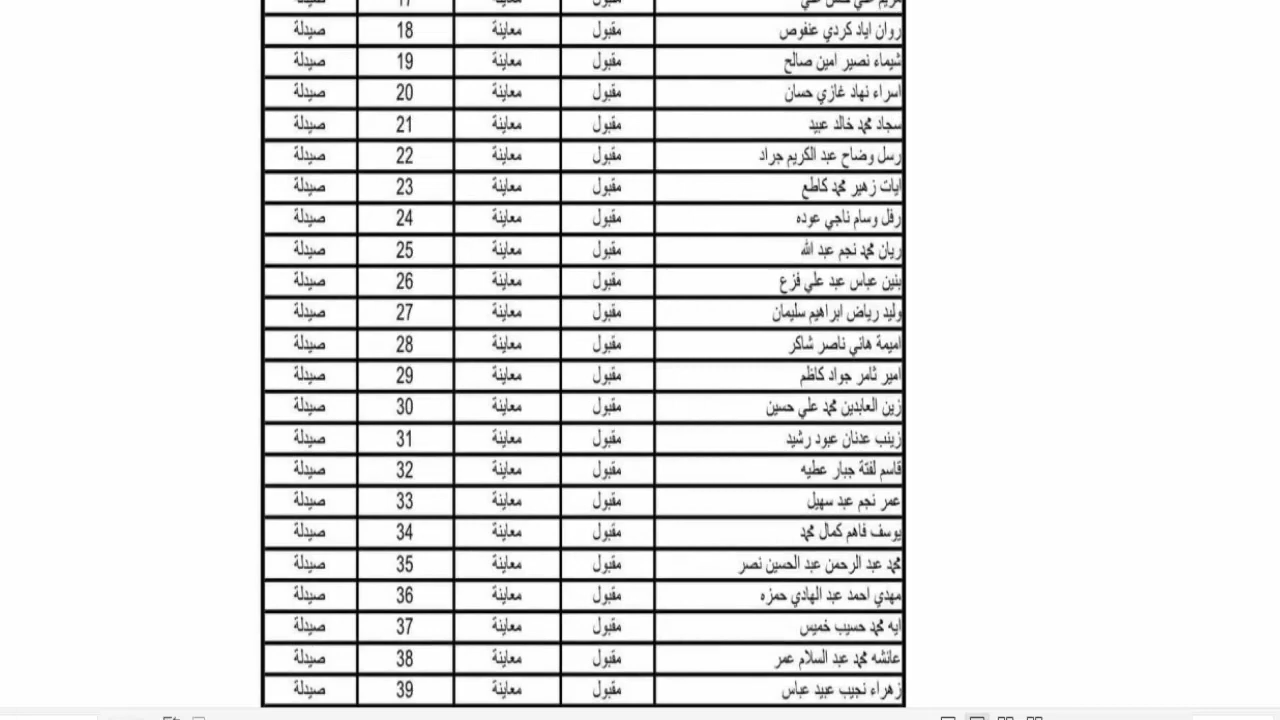 مريم علي حسن علي مقبول معاينة 17 صيدلة
روان اياد كردي عنفوص مقبول معاينة 18 صيدلة
شيماء نصير امين صالح مقبول معاينة 19 صيدلة
اسراء نهاد غازي حسان مقبول معاينة 20 صيدلة
سجاد محمد خالد عبيد مقبول معاينة 21 صيدلة
رسل وضاح عبد الكريم جراد مقبول معاينة 22 صيدلة
ايات زهير محمد كاطع مقبول معاينة 23 صيدلة
رفل وسام ناجي عوده مقبول معاينة 24 صيدلة
ريان محمد نجم عبد الله مقبول معاينة 25 صيدلة
بنين عباس عبد علي فزع مقبول معاينة 26 صيدلة
وليد رياض ابراهيم سليمان مقبول معاينة 27 صيدلة
اميمة هاني ناصر شاكر مقبول معاينة 28 صيدلة
امير ثامر جواد كاظم مقبول معاينة 29 صيدلة
زين العابدين محمد علي حسين مقبول معاينة 30 صيدلة
زينب عدنان عبود رشيد مقبول معاينة 31 صيدلة
قاسم لفتة جبار عطيه مقبول معاينة 32 صيدلة
عمر نجم عبد سهيل مقبول معاينة 33 صيدلة
يوسف فاهم كمال محمد مقبول معاينة 34 صيدلة
محمد عبد الرحمن عبد الحسين نصر مقبول معاينة 35 صيدلة
مهدي احمد عبد الهادي حمزه مقبول معاينة 36 صيدلة
ايه محمد حسيب خميس مقبول معاينة 37 صيدلة
عائشه محمد عبد السلام عمر مقبول معاينة 38 صيدلة
زهراء نجيب عبيد عباس مقبول معاينة 39 صيدلة